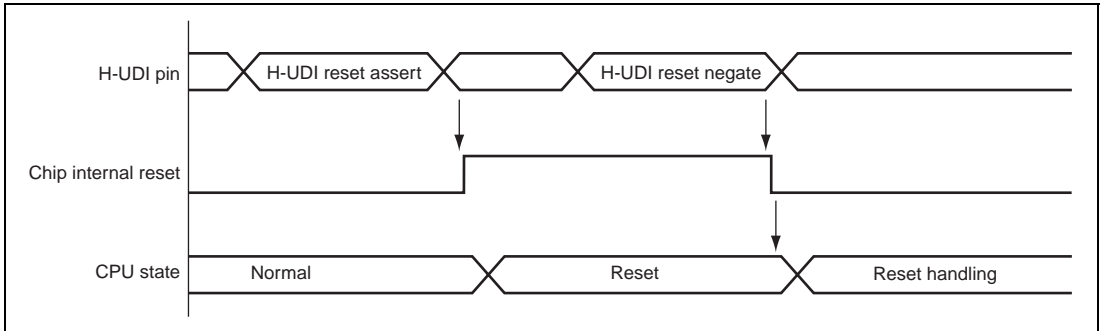 H-UDI pin
H-UDI reset assert
H-UDI reset negate
Chip internal reset
CPU state
Normal
Reset
Reset handling